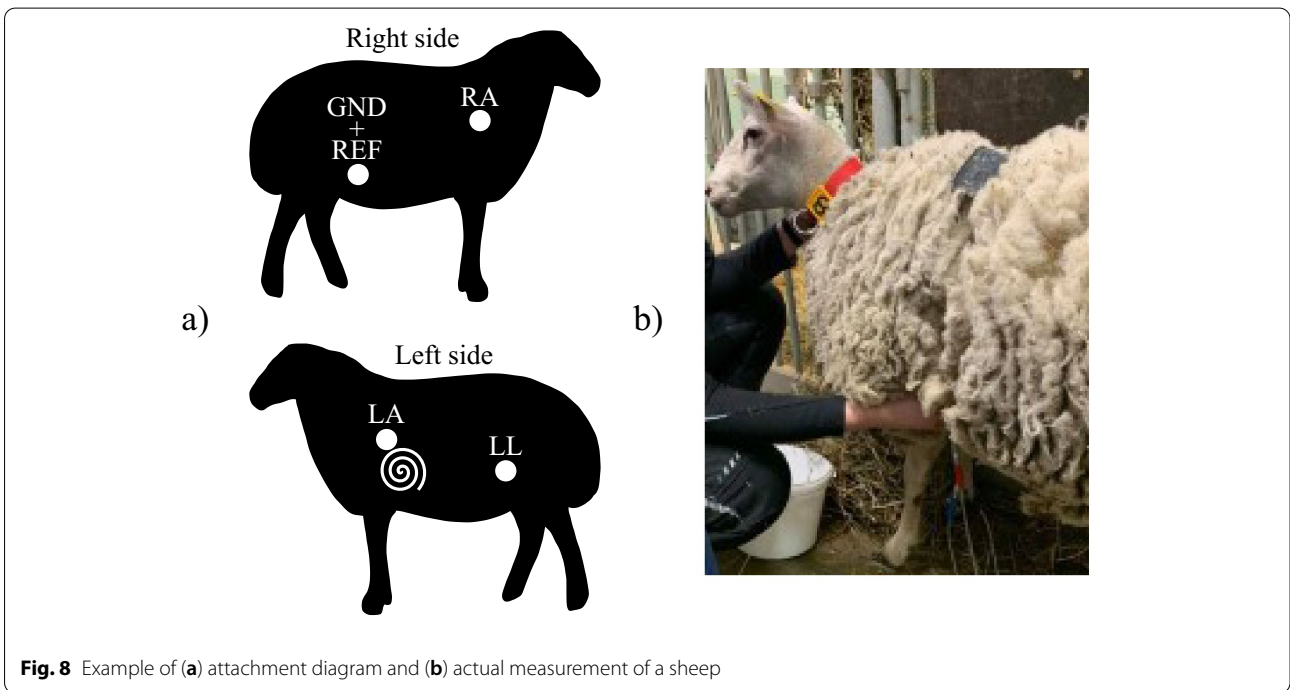 Right side
GND
+
REF
RA
a)
Left side
LA
LL
b)
8
Fig. 8 Example of (a) attachment diagram and (b) actual measurement of a sheep